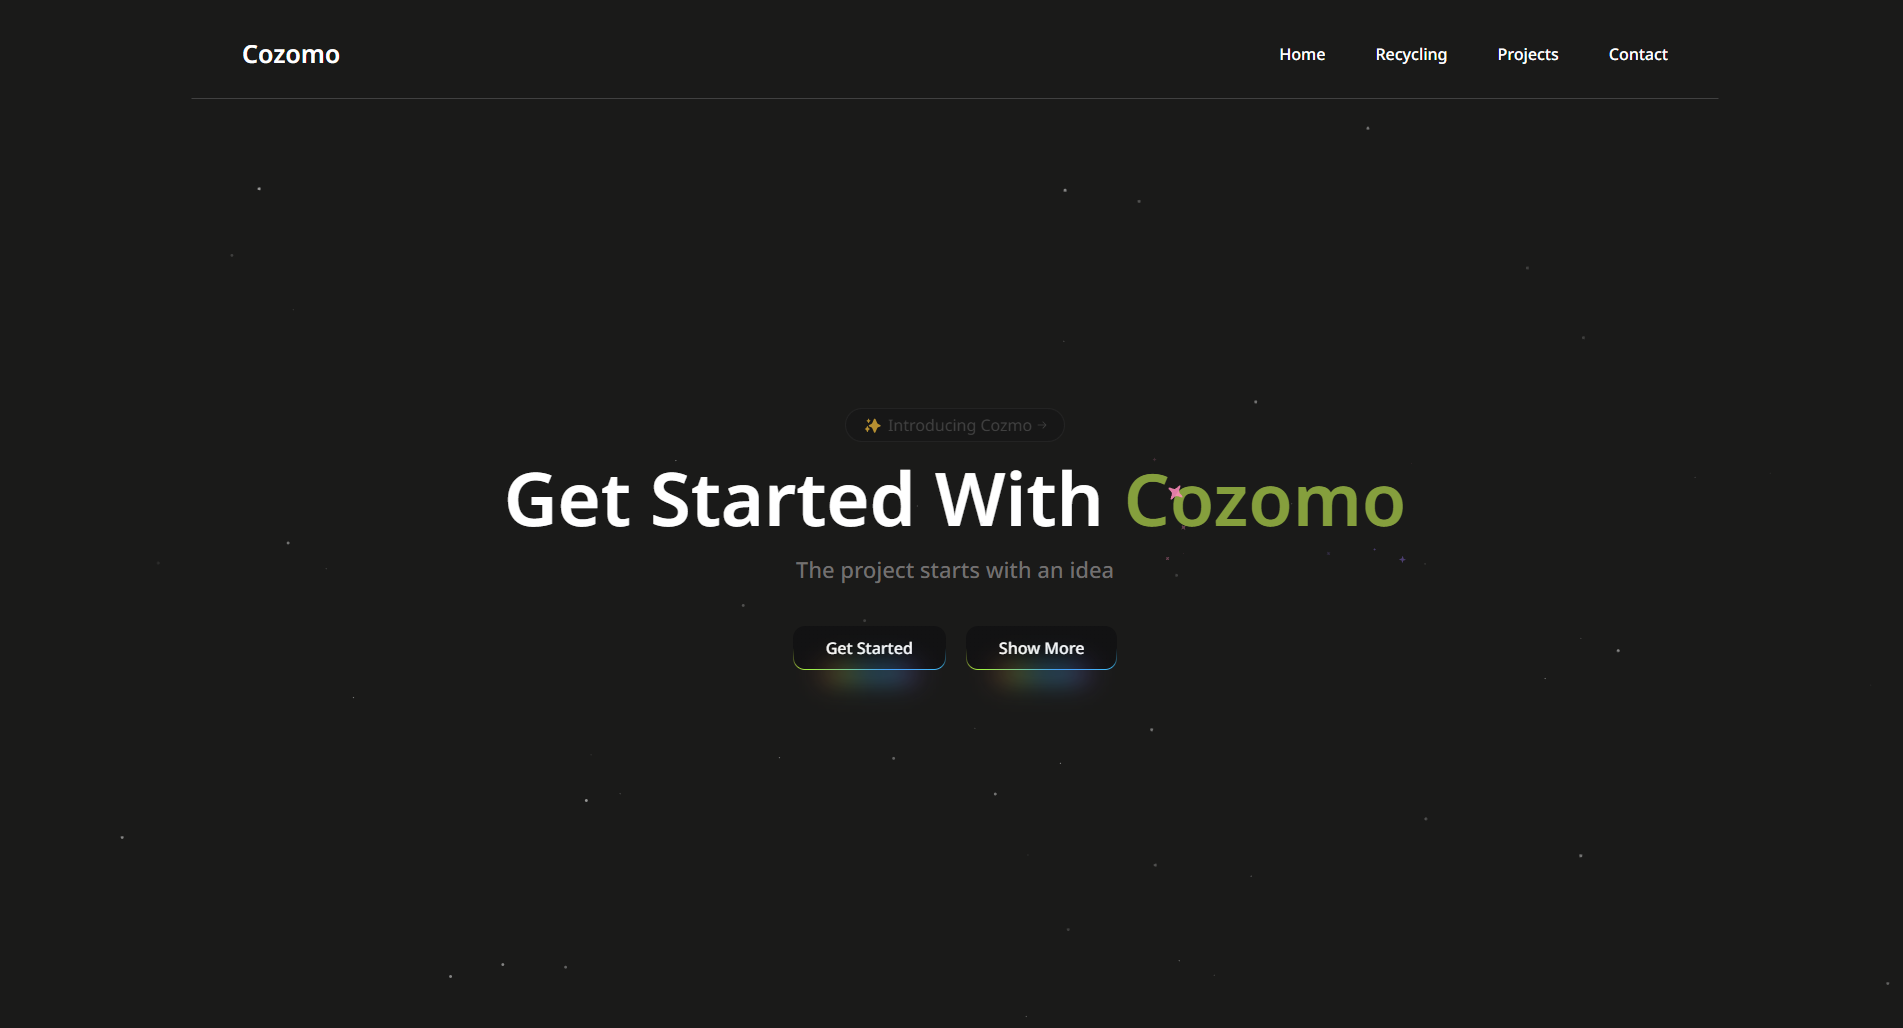 Cozomo
Home Recycling Projects Contact
✨ Introducing Cozmo →
Get Started With Cozomo
The project starts with an idea
Get Started
Show More